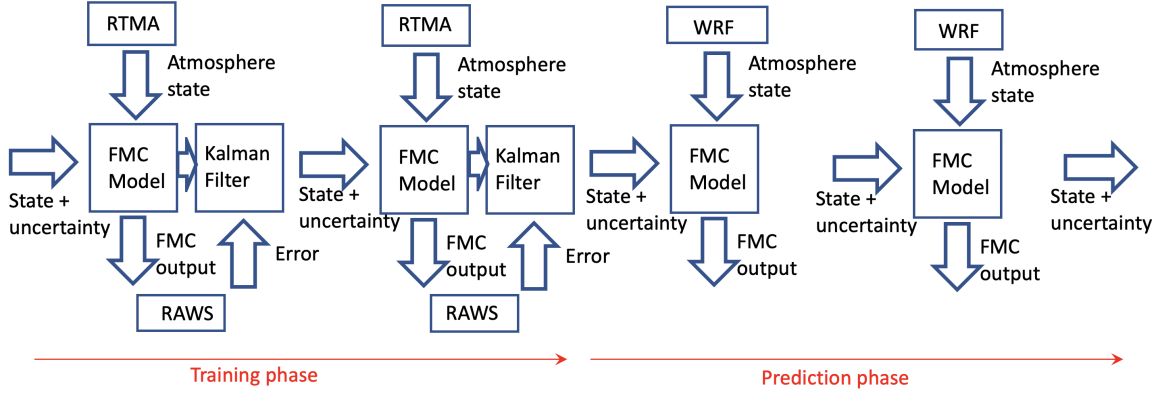 RTMA
Atmosphere
state
FMC
Model
Kalman
Filter
State +
uncertainty
FMC
output
Error
RAWS
RTMA
Atmosphere
state
FMC
Model
Kalman
Filter
State +
uncertainty
FMC
output
Error
RAWS
WRF
Atmosphere
state
FMC
Model
State +
uncertainty
FMC
output
WRF
Atmosphere
state
FMC
Model
State +
uncertainty
FMC
output
State +
uncertainty
Training phase
Prediction phase